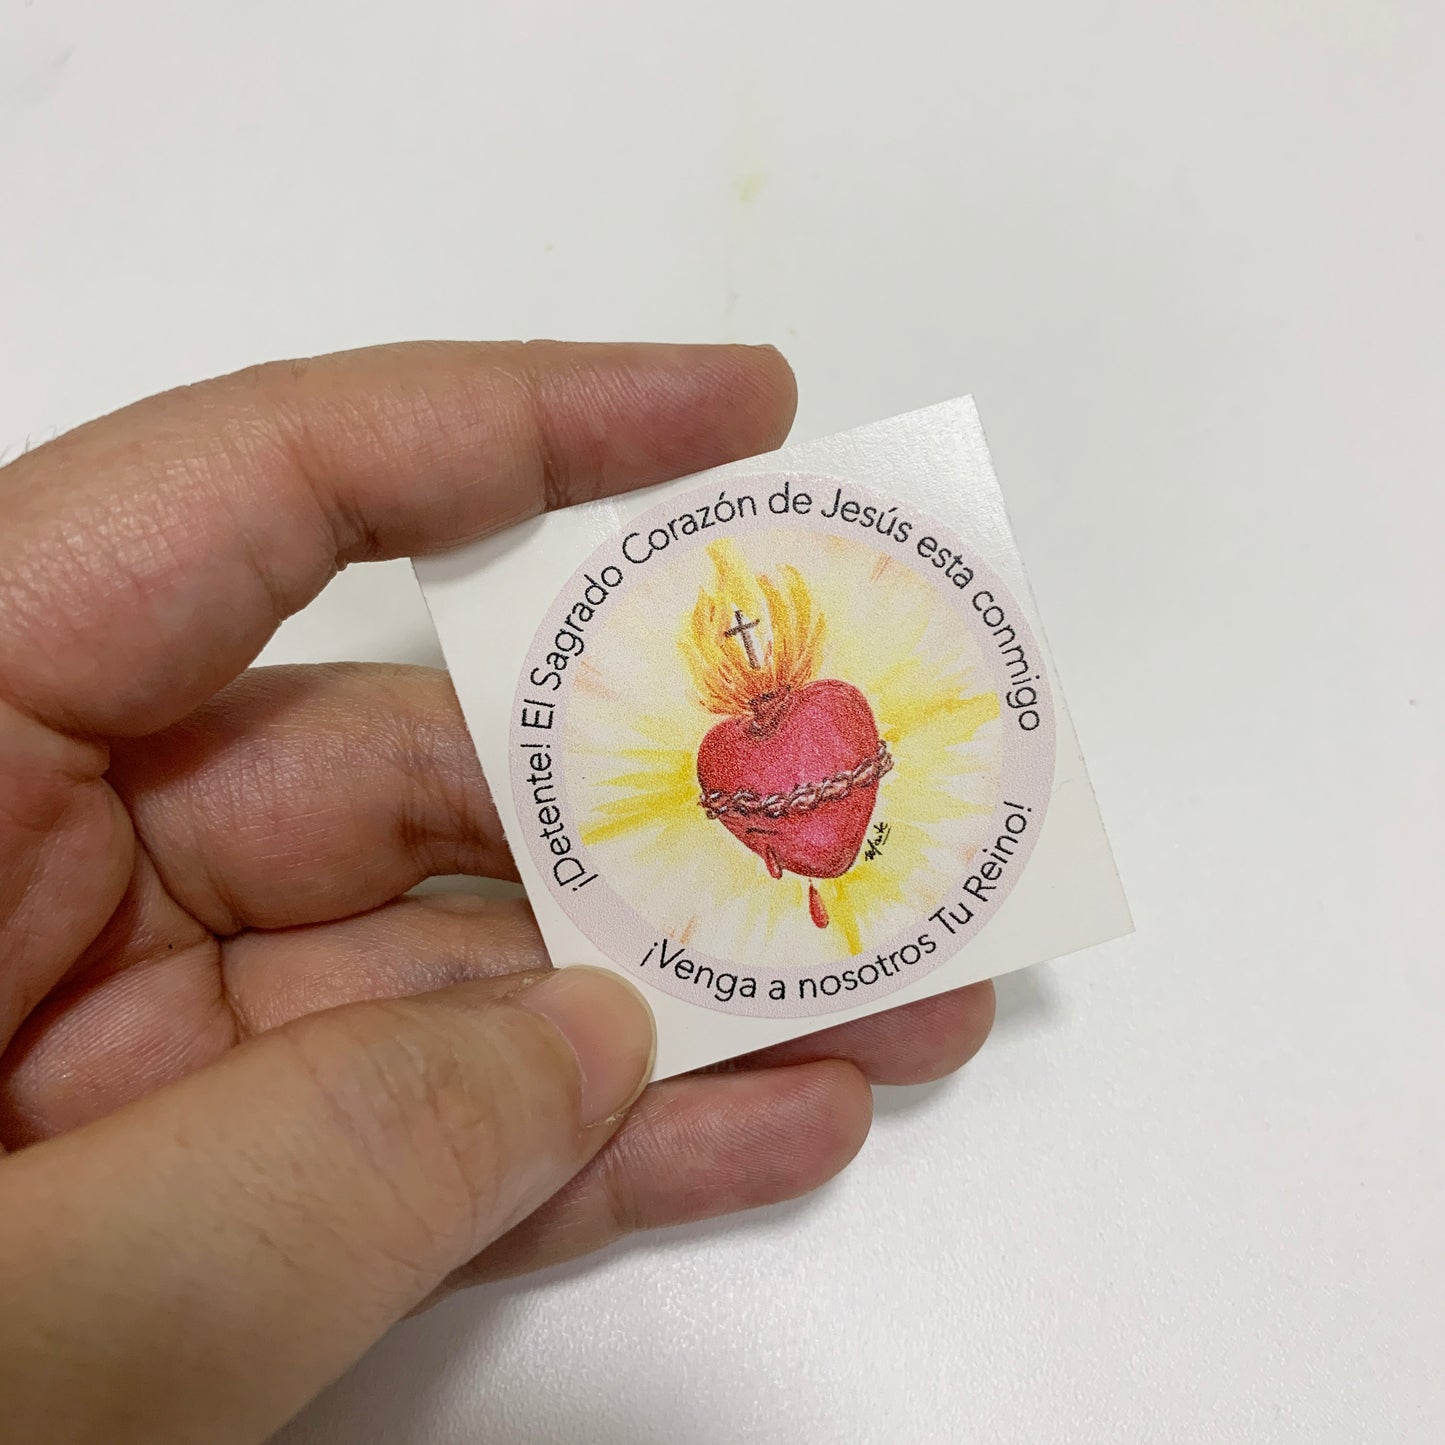 ¡Detente! El Sagrado Corazón de Jesús esta conmigo
¡Venga a nosotros Tu Reino!